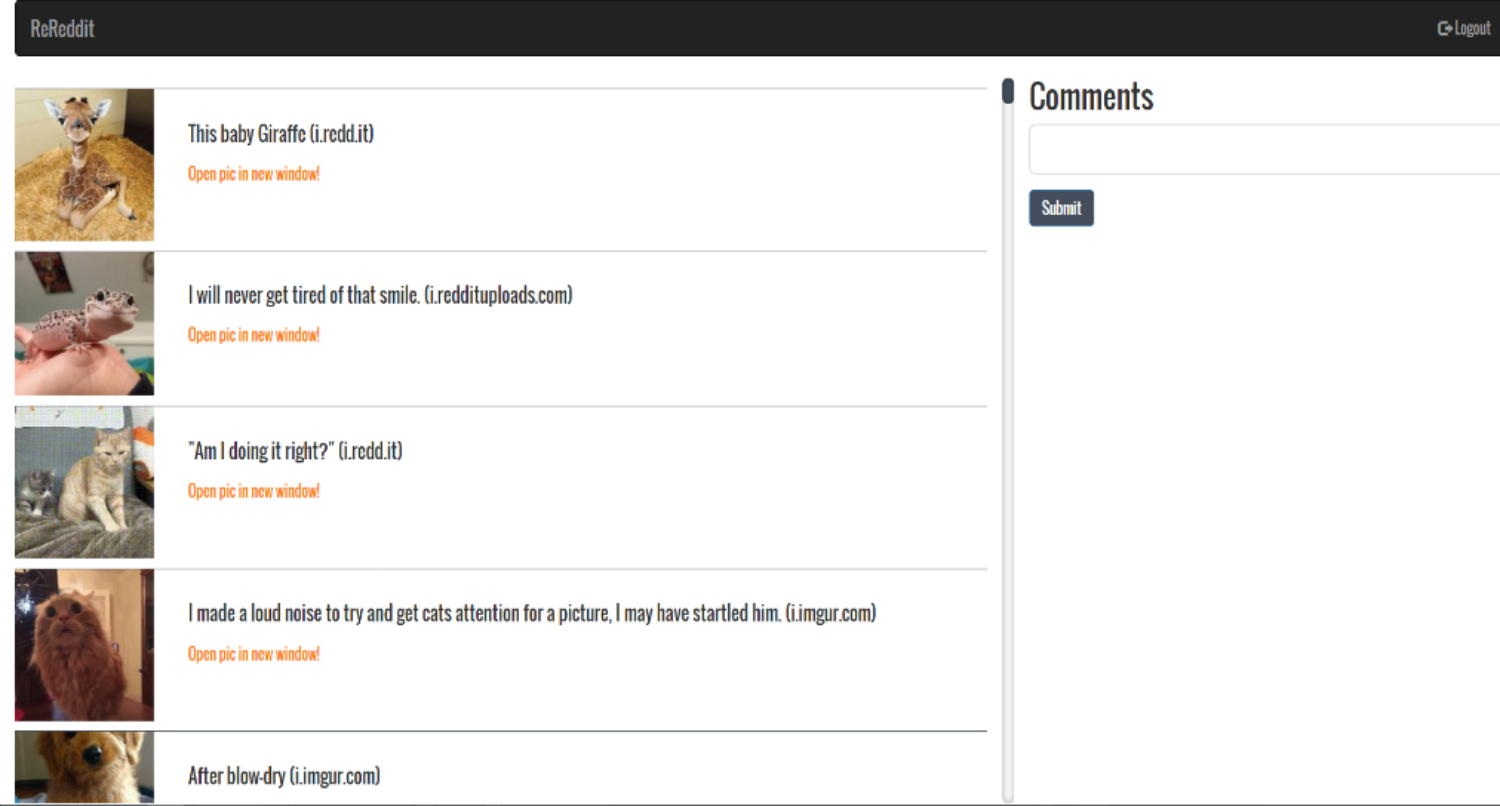 ReReddit
Logout
This baby Giraffe (i.redd.it)
Open pic in new window!
I will never get tired of that smile. (i.reddituploads.com)
Open pic in new window!
"Am I doing it right?" (i.redd.it)
Open pic in new window!
I made a loud noise to try and get cats attention for a picture, I may have startled him. (i.imgur.com)
Open pic in new window!
After blow-dry (i.imgur.com)
Comments
Submit